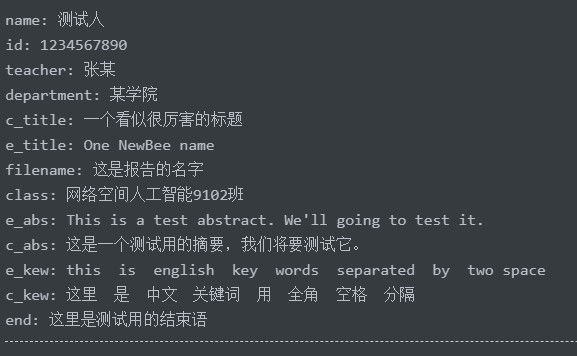 name: 测试人
id: 1234567890
teacher: 张某
department: 某学院
c_title: 一个看似很厉害的标题
e_title: One NewBee name
filename: 这是报告的名字
class: 网络空间人工智能9102班
e_abs: This is a test abstract. We'll going to test it.
c_abs: 这是一个测试用的摘要，我们将要测试它。
e_kew: this  is  english  key  words  separated  by  two space
c_kew: 这里　是　中文　关键词　用　全角　空格　分隔
end: 这里是测试用的结束语